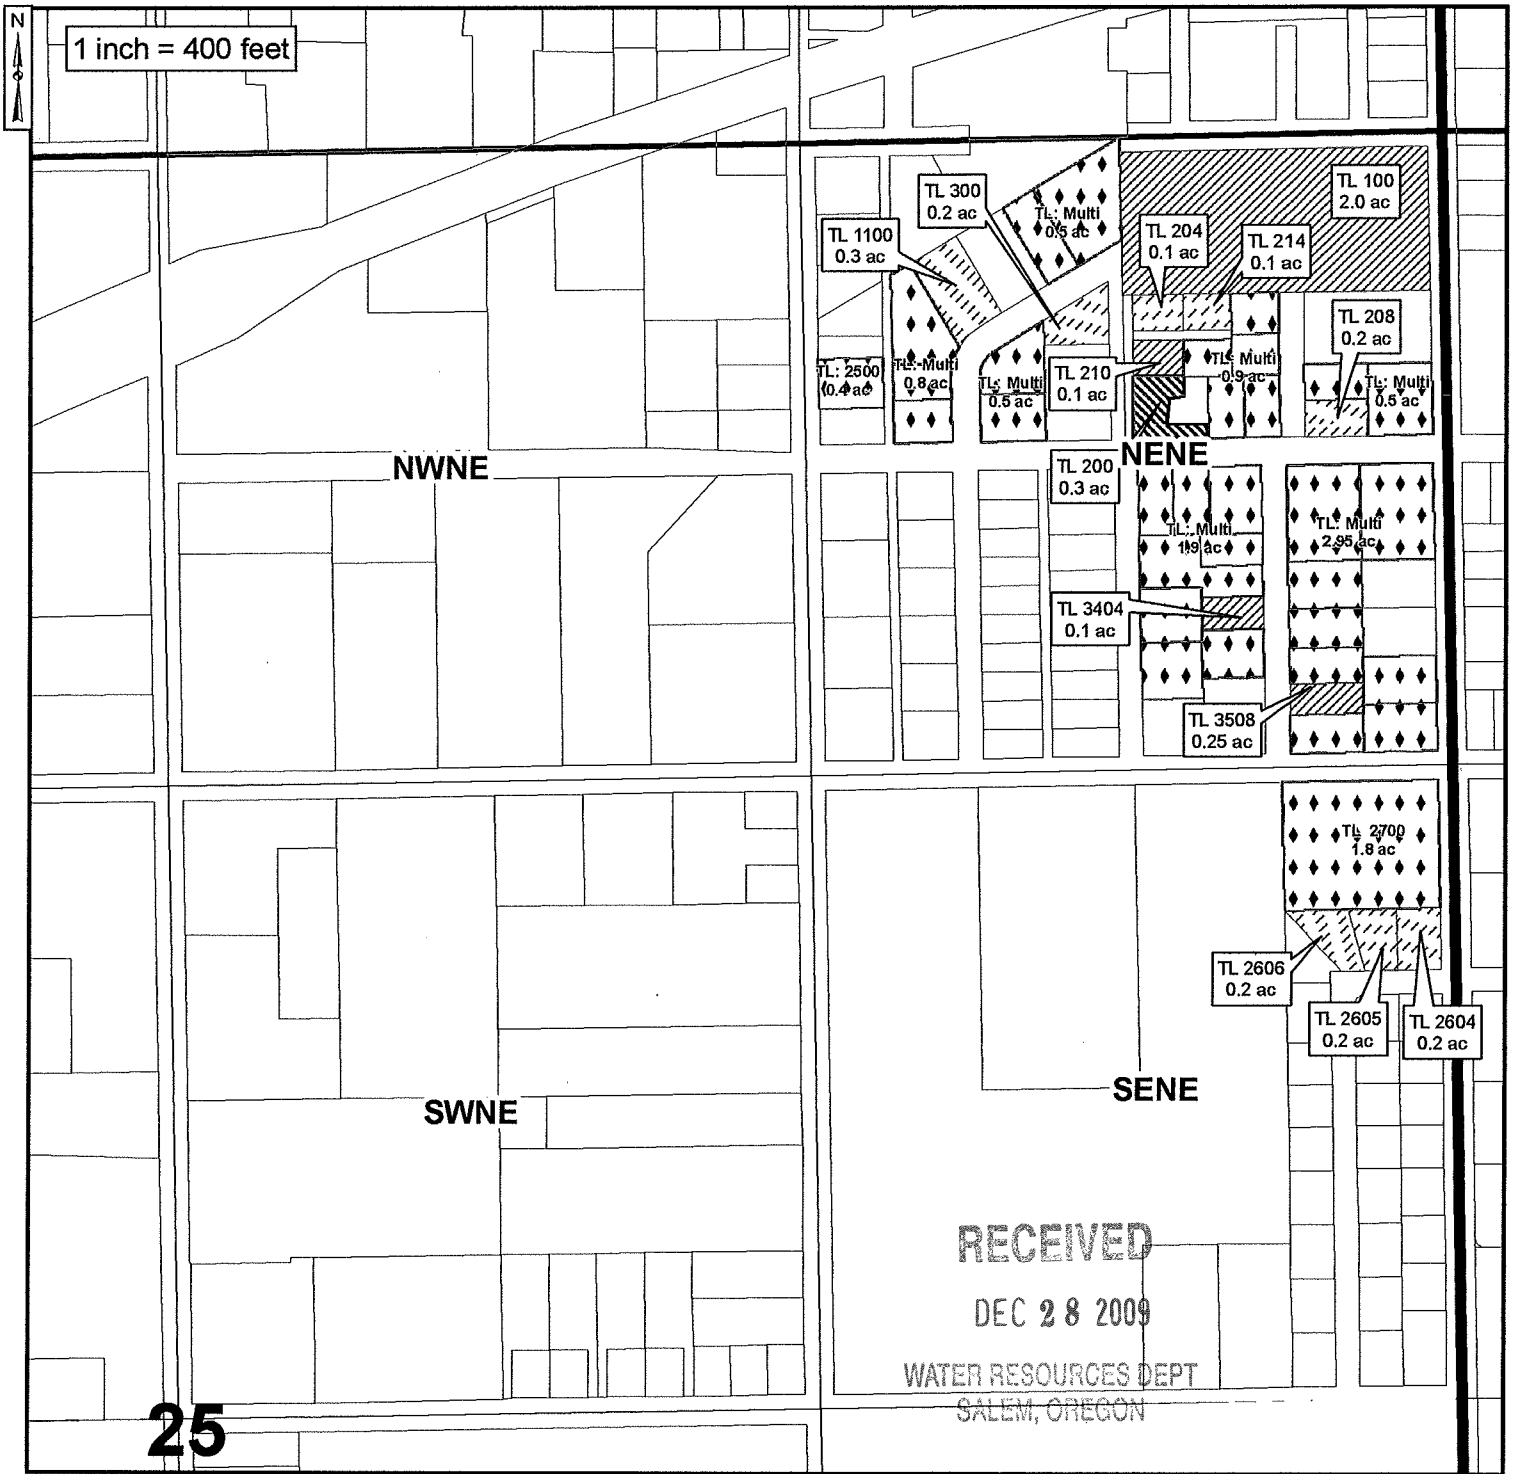 N
1 inch = 400 feet
TL 300
0.2 ac
TL 1100
0.3 ac
TL: Multi
0.5 ac
TL 100
2.0 ac
TL 204
0.1 ac
TL 214
0.1 ac
TL 208
0.2 ac
TL: 2500
0.4 ac
TL: Multi
0.8 ac
TL: Multi
0.5 ac
TL 210
0.1 ac
TL: Multi
0.9 ac
TL: Multi
0.5 ac
NWNE
NENE
TL 200
0.3 ac
TL: Multi
1.9 ac
TL: Multi
2.95 ac
TL 3404
0.1 ac
TL 3508
0.25 ac
TL 2700
1.8 ac
TL 2606
0.2 ac
TL 2605
0.2 ac
TL 2604
0.2 ac
SWNE
SENE
RECEIVED
DEC 28 2009
WATER RESOURCES DEPT
SALEM, OREGON
25